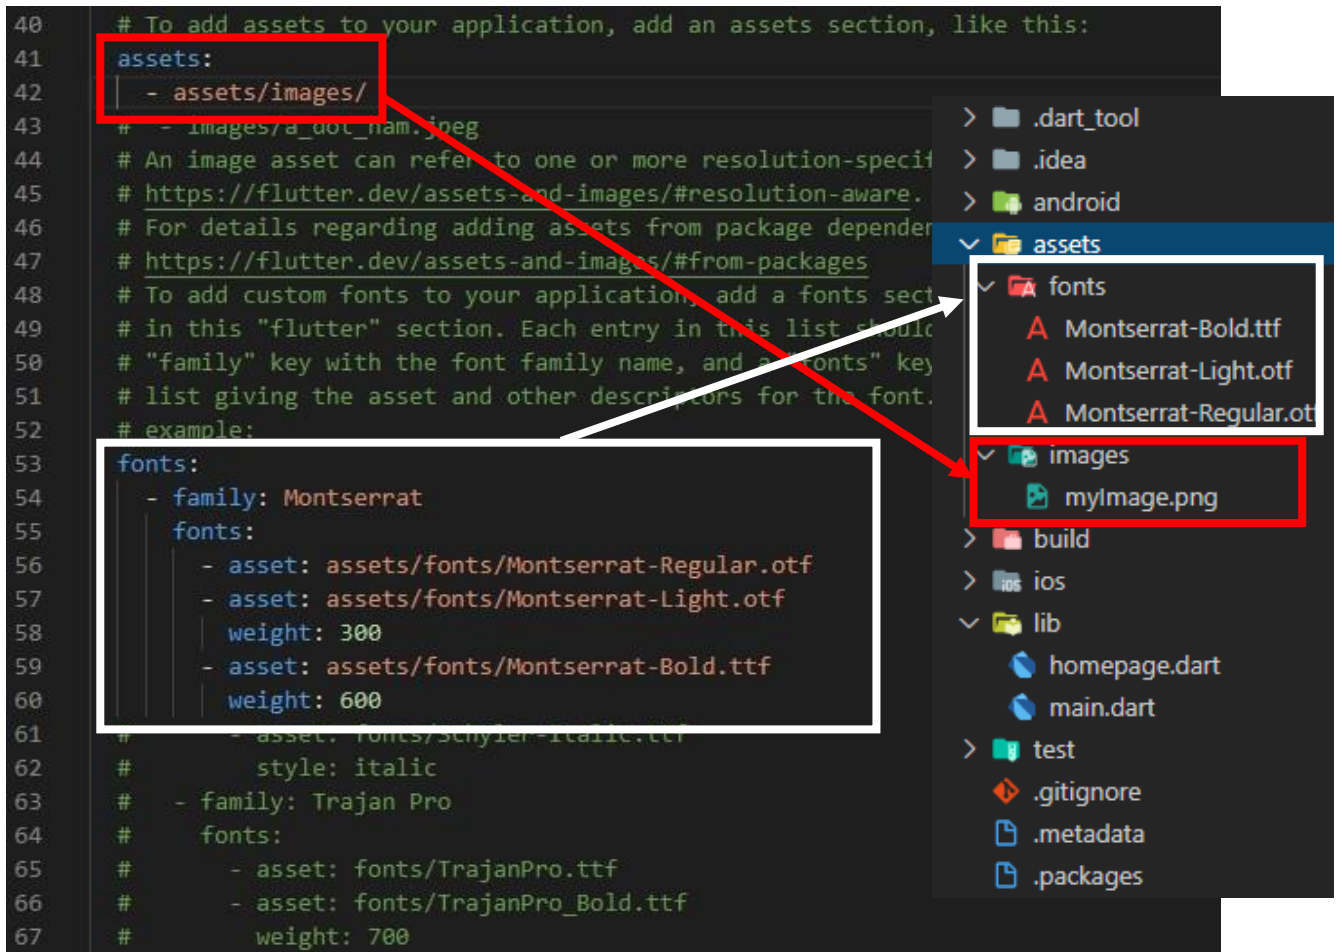 40 # To add assets to your application, add an assets section, like this:
41 assets:
42 - assets/images/
43 # - images/a_dot_ham.jpeg
44 # An image asset can refer to one or more resolution-specif
45 # https://flutter.dev/assets-and-images/#resolution-aware.
46 # For details regarding adding assets from package depender
47 # https://flutter.dev/assets-and-images/#from-packages
48 # To add custom fonts to your application, add a fonts sect
49 # in this "flutter" section. Each entry in this list should
50 # "family" key with the font family name, and a "fonts" key
51 # list giving the asset and other descriptors for the font.
52 # example:
53 fonts:
54 - family: Montserrat
55 fonts:
56 - asset: assets/fonts/Montserrat-Regular.otf
57 - asset: assets/fonts/Montserrat-Light.otf
58 weight: 300
59 - asset: assets/fonts/Montserrat-Bold.ttf
60 weight: 600
61 # - asset: fonts/Schyler-Italic.ttf
62 # style: italic
63 # - family: Trajan Pro
64 # fonts:
65 # - asset: fonts/TrajanPro.ttf
66 # - asset: fonts/TrajanPro_Bold.ttf
67 # weight: 700
.dart_tool
.idea
android
assets
fonts
A Montserrat-Bold.ttf
A Montserrat-Light.otf
A Montserrat-Regular.otf
images
myImage.png
build
ios ios
lib
homepage.dart
main.dart
test
.gitignore
.metadata
.packages